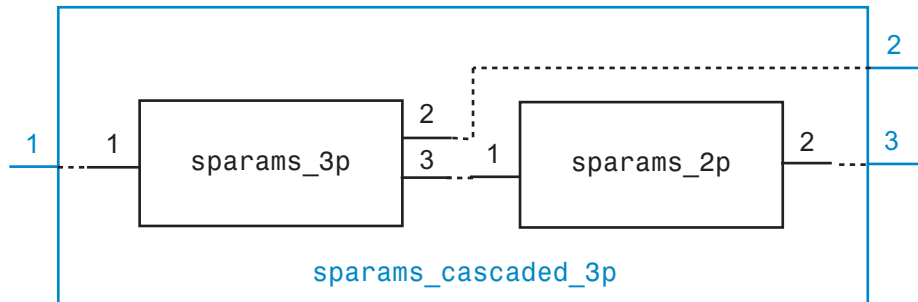 2
2
1 1 sparams_3p 3 1 sparams_2p 2 3
sparams_cascaded_3p